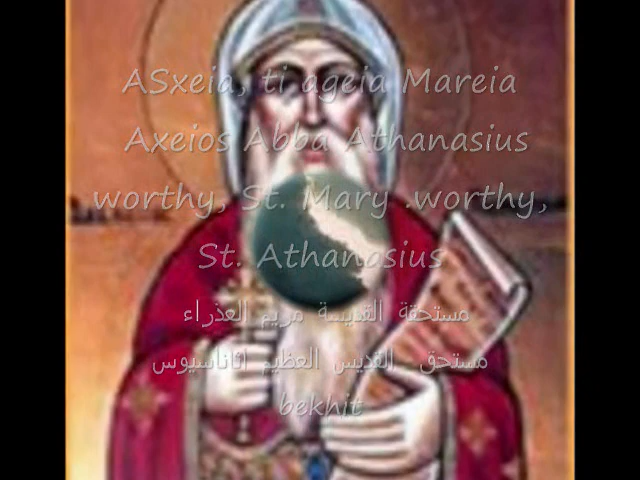 ASxeia, ti ageia Mareia
Axeios Abba Athanasius
worthy, St. Mary .worthy,
St. Athanasius
مستحقة القديسة مريم العذراء
مستحق القديس العظيم اثاناسيوس
bekhit